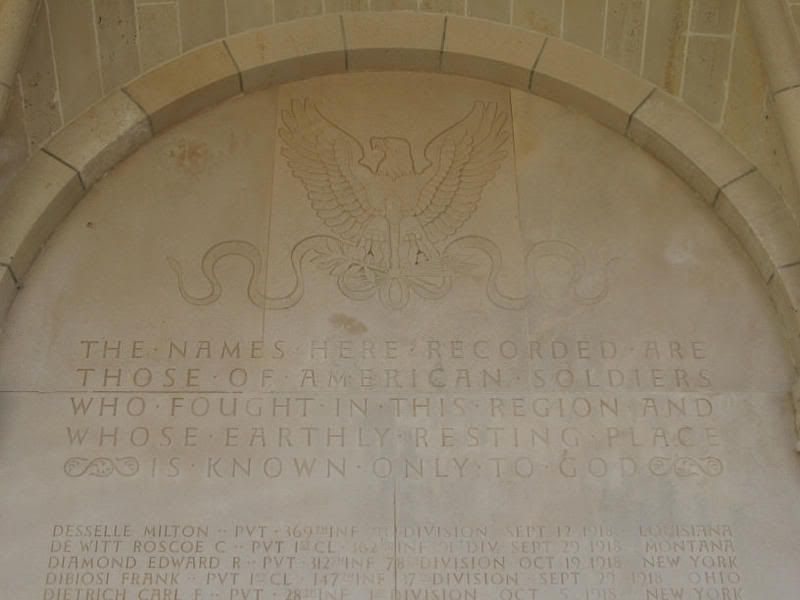 THE · NAMES · HERE · RECORDED · ARE
THOSE · OF · AMERICAN · SOLDIERS
WHO · FOUGHT · IN · THIS · REGION · AND
WHOSE · EARTHLY · RESTING · PLACE
IS · KNOWN · ONLY · TO · GOD
DESSELLE MILTON ·· PVT · 369TH INF DIVISION SEPT 12 1918 · LOUISIANA
DE WITT ROSCOE C ·· PVT 1ST CL · 362 INF 91 DIV SEPT 29 1918 · MONTANA
DIAMOND EDWARD R ·· PVT · 312TH INF 78TH DIVISION OCT 19 1918 · NEW YORK
DIBIOSI FRANK ·· PVT 1ST CL · 147TH INF 37TH DIVISION SEPT 29 1918 OHIO
DIETRICH CARL F ·· PVT · 28TH INF 1ST DIVISION OCT 5 1918 · NEW YORK